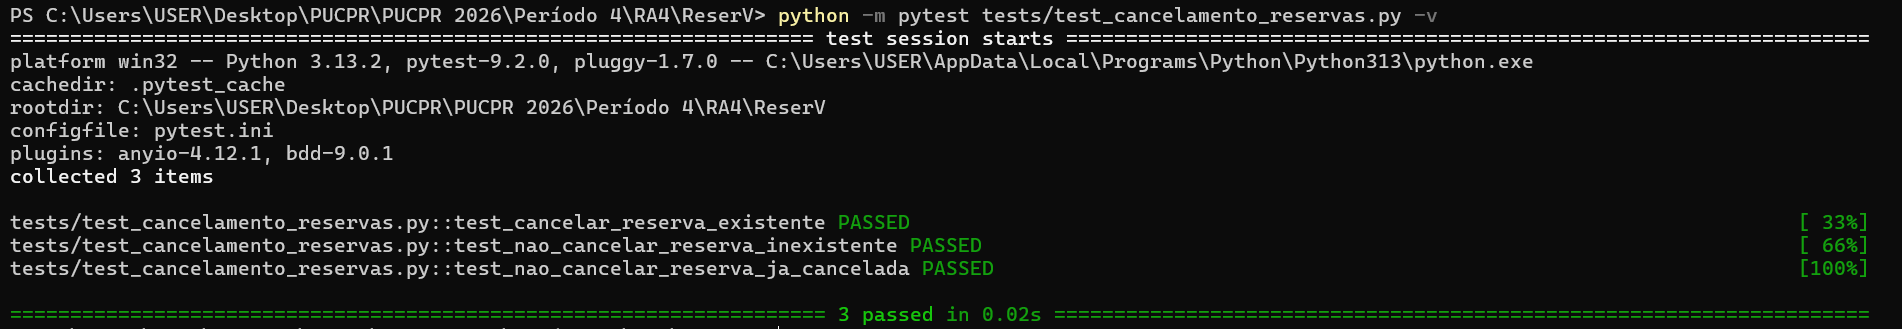 PS C:\Users\USER\Desktop\PUCPR\PUCPR 2026\Período 4\RA4\ReserV> python -m pytest tests/test_cancelamento_reservas.py -v
=================================================================== test session starts ===================================================================
platform win32 -- Python 3.13.2, pytest-9.2.0, pluggy-1.7.0 -- C:\Users\USER\AppData\Local\Programs\Python\Python313\python.exe
cachedir: .pytest_cache
rootdir: C:\Users\USER\Desktop\PUCPR\PUCPR 2026\Período 4\RA4\ReserV
configfile: pytest.ini
plugins: anyio-4.12.1, bdd-9.0.1
collected 3 items
tests/test_cancelamento_reservas.py::test_cancelar_reserva_existente PASSED [ 33%]
tests/test_cancelamento_reservas.py::test_nao_cancelar_reserva_inexistente PASSED [ 66%]
tests/test_cancelamento_reservas.py::test_nao_cancelar_reserva_ja_cancelada PASSED [100%]
==================================================================== 3 passed in 0.02s ====================================================================